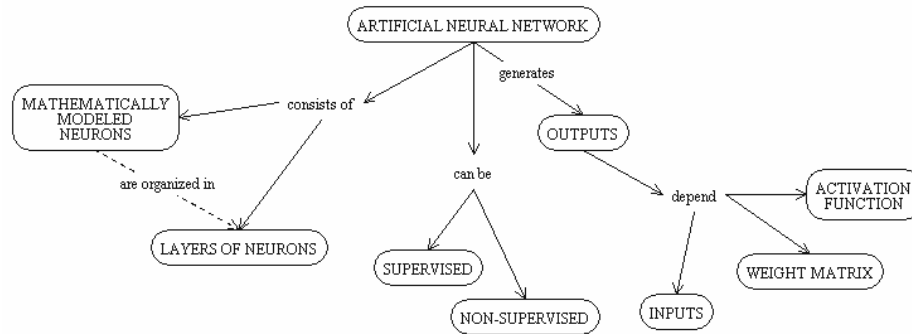 ARTIFICIAL NEURAL NETWORK
generates
consists of
MATHEMATICALLY
MODELED
NEURONS
OUTPUTS
can be
are organized in
depend
ACTIVATION
FUNCTION
LAYERS OF NEURONS
SUPERVISED
WEIGHT MATRIX
NON-SUPERVISED
INPUTS